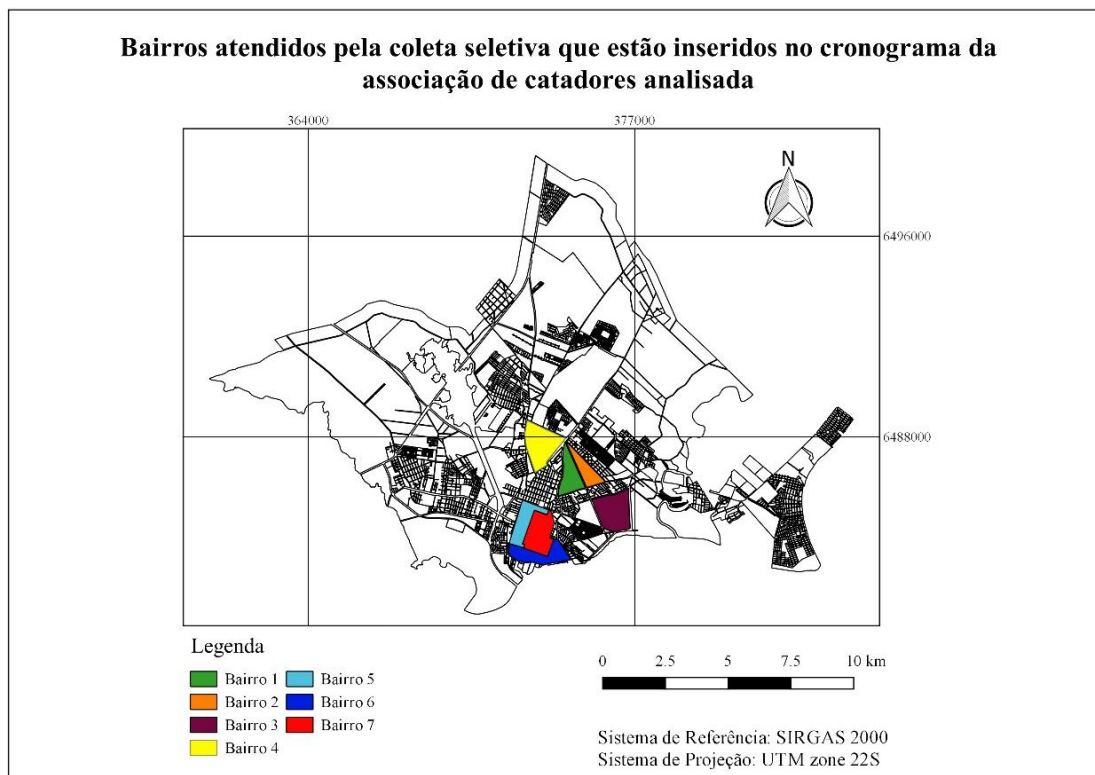 Bairros atendidos pela coleta seletiva que estão inseridos no cronograma da
associação de catadores analisada
364000 377000
N
6496000
6488000
Legenda
Bairro 1 Bairro 5
Bairro 2 Bairro 6
Bairro 3 Bairro 7
Bairro 4
0 2.5 5 7.5 10 km
Sistema de Referência: SIRGAS 2000
Sistema de Projeção: UTM zone 22S